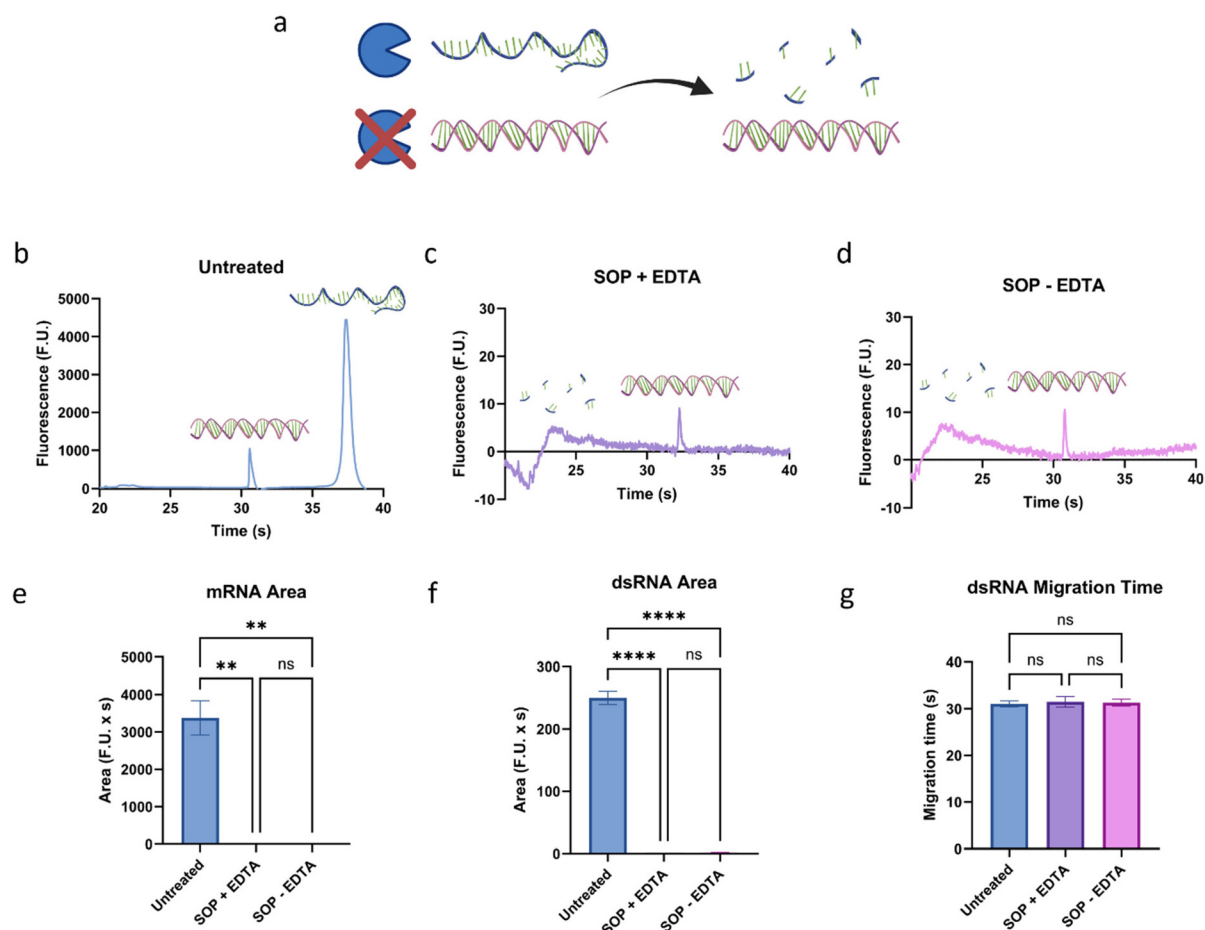 a
b
Untreated
Fluorescence (F.U.)
5000
4000
3000
2000
1000
0
20 25 30 35 40
Time (s)
c
SOP + EDTA
Fluorescence (F.U.)
30
20
10
0
-10
25 30 35 40
Time (s)
d
SOP - EDTA
Fluorescence (F.U.)
30
20
10
0
-10
25 30 35 40
Time (s)
e
mRNA Area
**
** ns
Area (F.U. x s)
5000
4000
3000
2000
1000
0
Untreated
SOP + EDTA
SOP - EDTA
f
dsRNA Area
****
**** ns
Area (F.U. x s)
300
200
100
0
Untreated
SOP + EDTA
SOP - EDTA
g
dsRNA Migration Time
ns
ns ns
Migration time (s)
40
30
20
10
0
Untreated
SOP + EDTA
SOP - EDTA